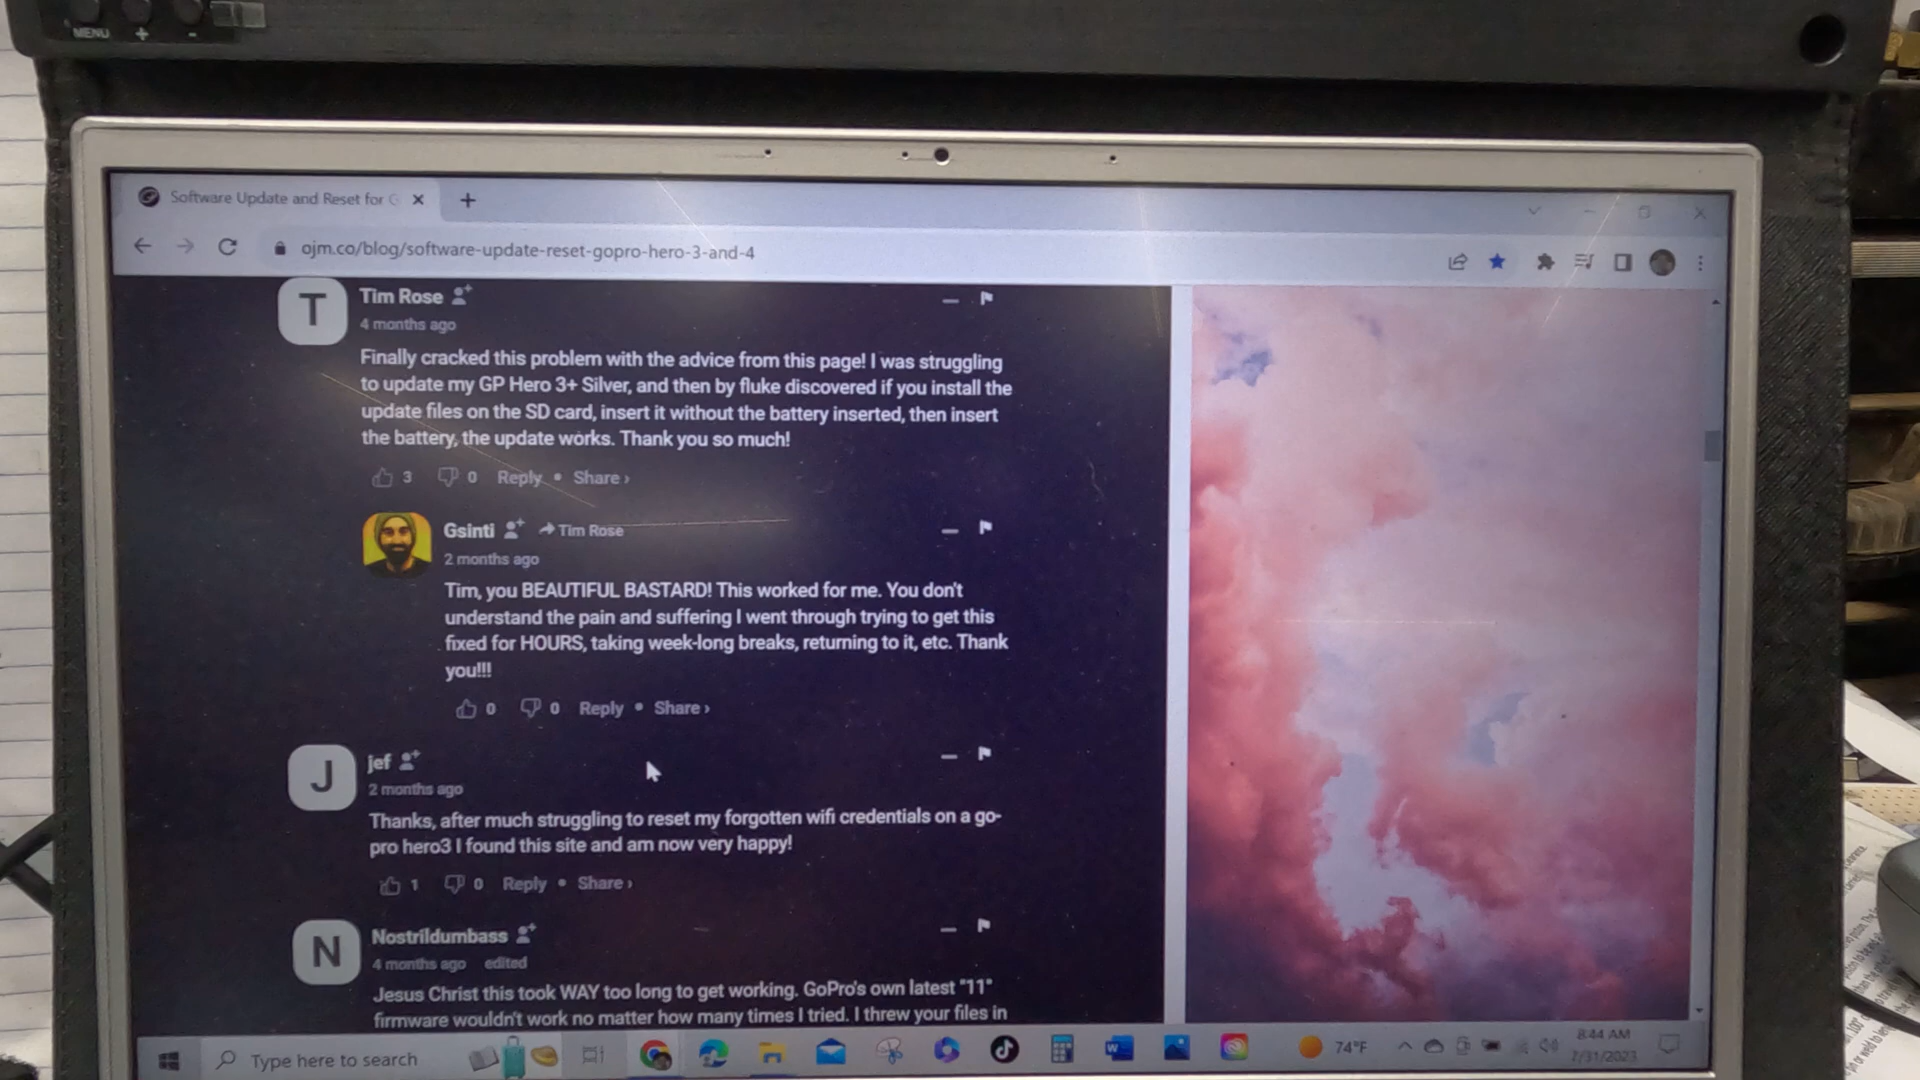 MENU + -
Software Update and Reset for G
ojm.co/blog/software-update-reset-gopro-hero-3-and-4
T
Tim Rose
4 months ago
Finally cracked this problem with the advice from this page! I was struggling
to update my GP Hero 3+ Silver, and then by fluke discovered if you install the
update files on the SD card, insert it without the battery inserted, then insert
the battery, the update works. Thank you so much!
3 0 Reply • Share ›
Gsinti Tim Rose
2 months ago
Tim, you BEAUTIFUL BASTARD! This worked for me. You don't
understand the pain and suffering I went through trying to get this
fixed for HOURS, taking week-long breaks, returning to it, etc. Thank
you!!!
0 0 Reply • Share ›
J
jef
2 months ago
Thanks, after much struggling to reset my forgotten wifi credentials on a go-
pro hero3 I found this site and am now very happy!
1 0 Reply • Share ›
N
Nostrildumbass
4 months ago edited
Jesus Christ this took WAY too long to get working. GoPro's own latest "11"
firmware wouldn't work no matter how many times I tried. I threw your files in
Type here to search
74°F
8:44 AM
7/31/2023